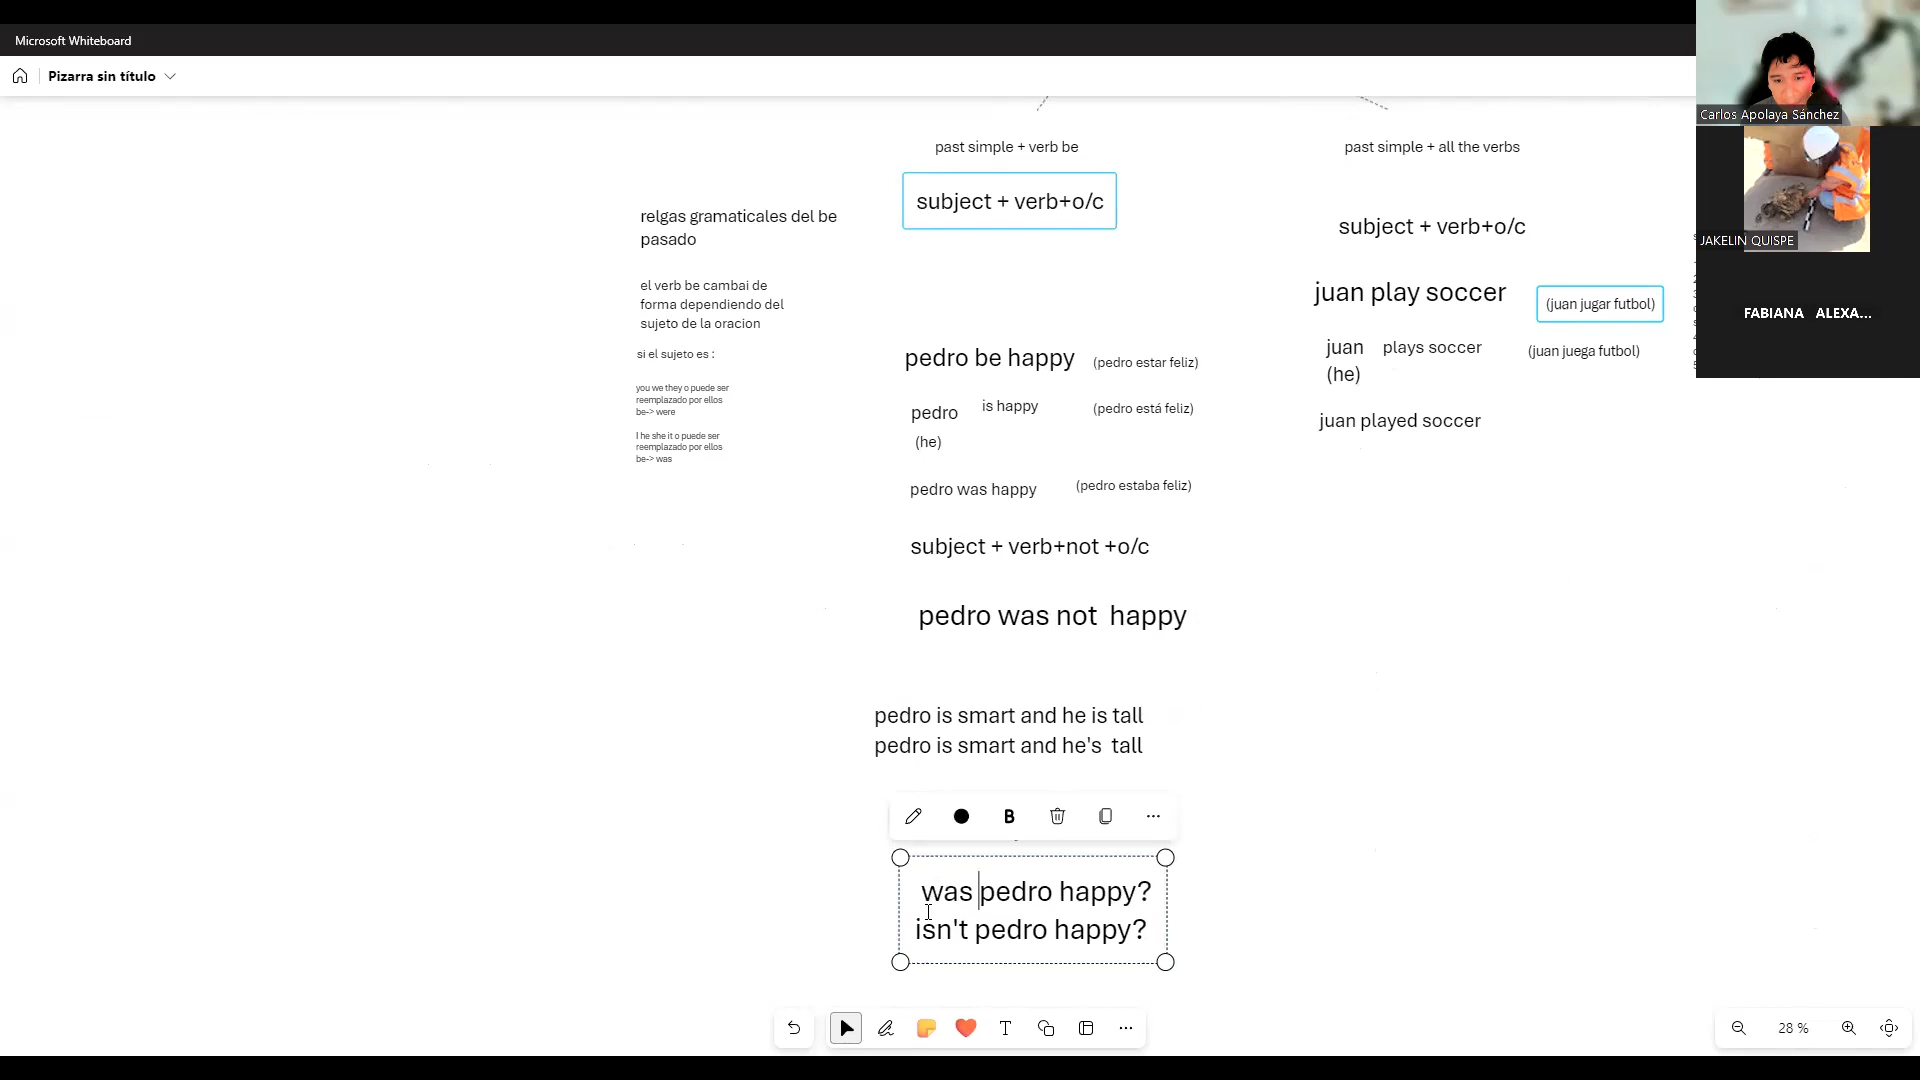 Microsoft Whiteboard
Pizarra sin título
Carlos Apolaya Sánchez
JAKELIN QUISPE
FABIANA ALEXA...
relgas gramaticales del be
pasado
el verb be cambai de
forma dependiendo del
sujeto de la oracion
si el sujeto es :
you we they o puede ser
reemplazado por ellos
be-> were
I he she it o puede ser
reemplazado por ellos
be-> was
past simple + verb be
subject + verb+o/c
pedro be happy
(pedro estar feliz)
pedro
is happy
(pedro está feliz)
(he)
pedro was happy
(pedro estaba feliz)
subject + verb+not +o/c
pedro was not happy
pedro is smart and he is tall
pedro is smart and he's tall
B
was pedro happy?
isn't pedro happy?
past simple + all the verbs
subject + verb+o/c
juan play soccer
(juan jugar futbol)
juan
plays soccer
(juan juega futbol)
(he)
juan played soccer
28 %